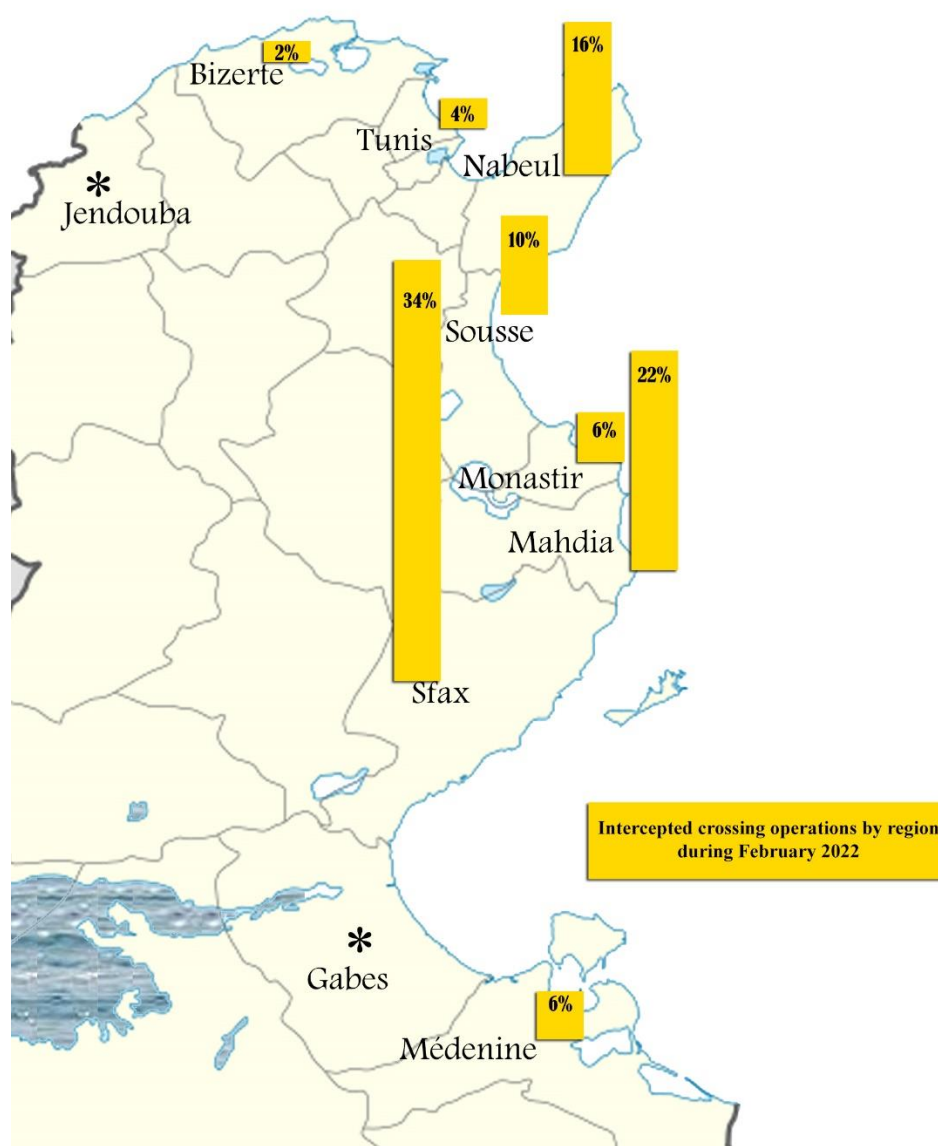 2%
Bizerte
16%
4%
Tunis
Nabeul
*
Jendouba
10%
34%
Sousse
22%
6%
Monastir
Mahdia
Sfax
Intercepted crossing operations by region
during February 2022
*
Gabes
6%
Médenine